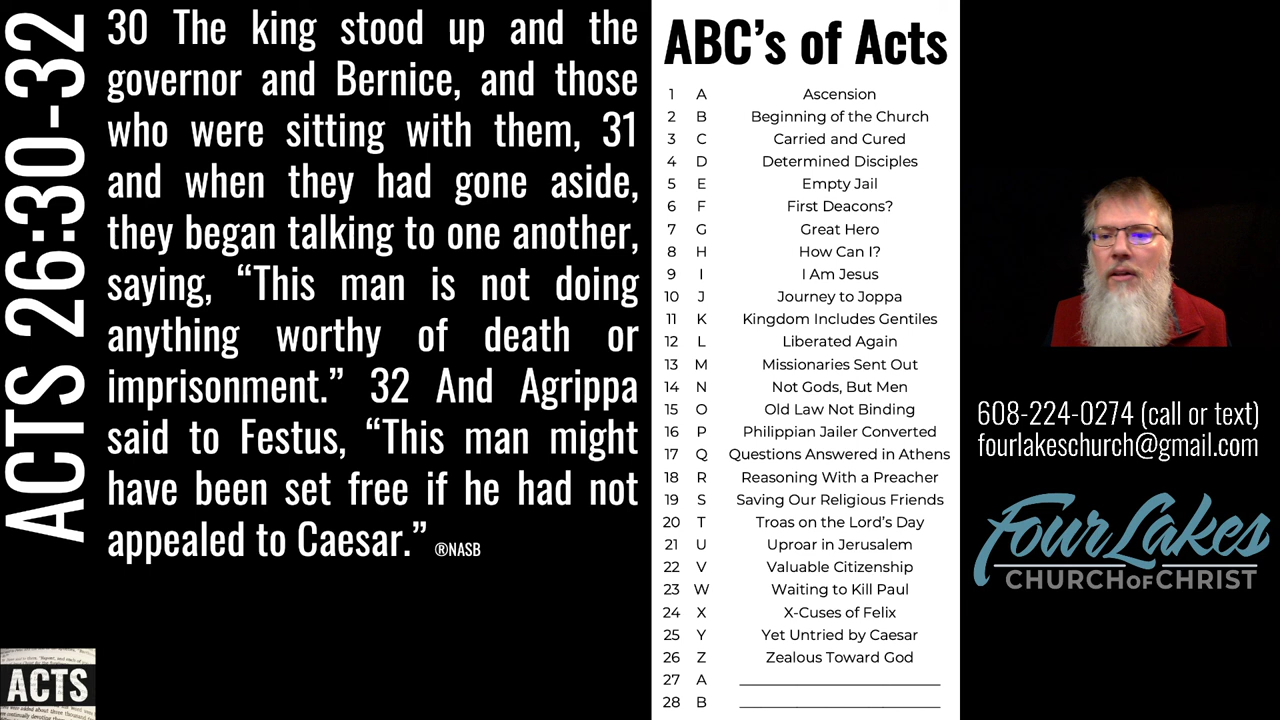 ACTS 26:30-32
30 The king stood up and the
governor and Bernice, and those
who were sitting with them, 31
and when they had gone aside,
they began talking to one another,
saying, “This man is not doing
anything worthy of death or
imprisonment.” 32 And Agrippa
said to Festus, “This man might
have been set free if he had not
appealed to Caesar.” ®NASB
ACTS
ABC’s of Acts
1 A Ascension
2 B Beginning of the Church
3 C Carried and Cured
4 D Determined Disciples
5 E Empty Jail
6 F First Deacons?
7 G Great Hero
8 H How Can I?
9 I I Am Jesus
10 J Journey to Joppa
11 K Kingdom Includes Gentiles
12 L Liberated Again
13 M Missionaries Sent Out
14 N Not Gods, But Men
15 O Old Law Not Binding
16 P Philippian Jailer Converted
17 Q Questions Answered in Athens
18 R Reasoning With a Preacher
19 S Saving Our Religious Friends
20 T Troas on the Lord’s Day
21 U Uproar in Jerusalem
22 V Valuable Citizenship
23 W Waiting to Kill Paul
24 X X-Cuses of Felix
25 Y Yet Untried by Caesar
26 Z Zealous Toward God
27 A
28 B
608-224-0274 (call or text)
fourlakeschurch@gmail.com
Four Lakes
CHURCH OF CHRIST